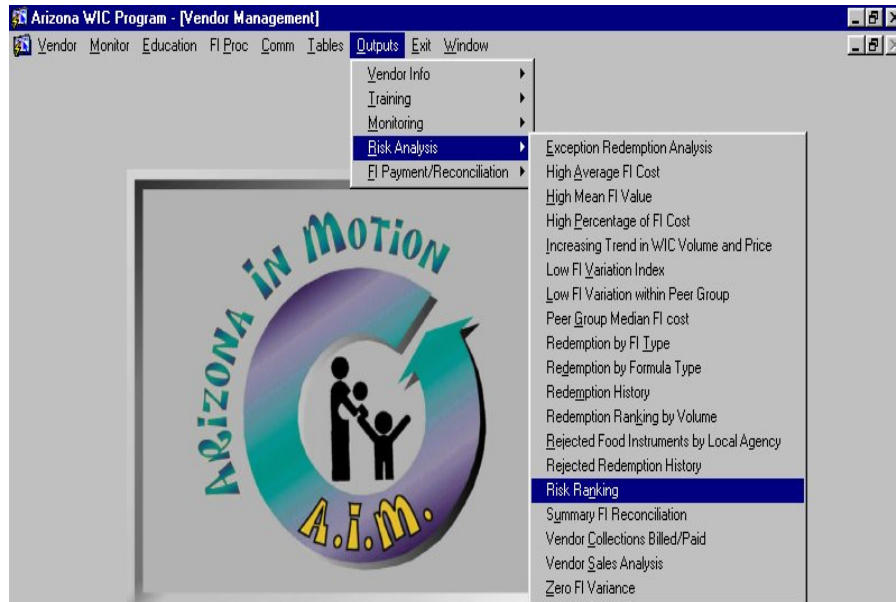 Arizona WIC Program - [Vendor Management]
Vendor Monitor Education FI Proc Comm Tables Outputs Exit Window
Vendor Info
Training
Monitoring
Risk Analysis
FI Payment/Reconciliation
Exception Redemption Analysis
High Average FI Cost
High Mean FI Value
High Percentage of FI Cost
Increasing Trend in WIC Volume and Price
Low FI Variation Index
Low FI Variation within Peer Group
Peer Group Median FI cost
Redemption by FI Type
Redemption by Formula Type
Redemption History
Redemption Ranking by Volume
Rejected Food Instruments by Local Agency
Rejected Redemption History
Risk Ranking
Summary FI Reconciliation
Vendor Collections Billed/Paid
Vendor Sales Analysis
Zero FI Variance
ARIZONA IN MOTION
A.I.M.